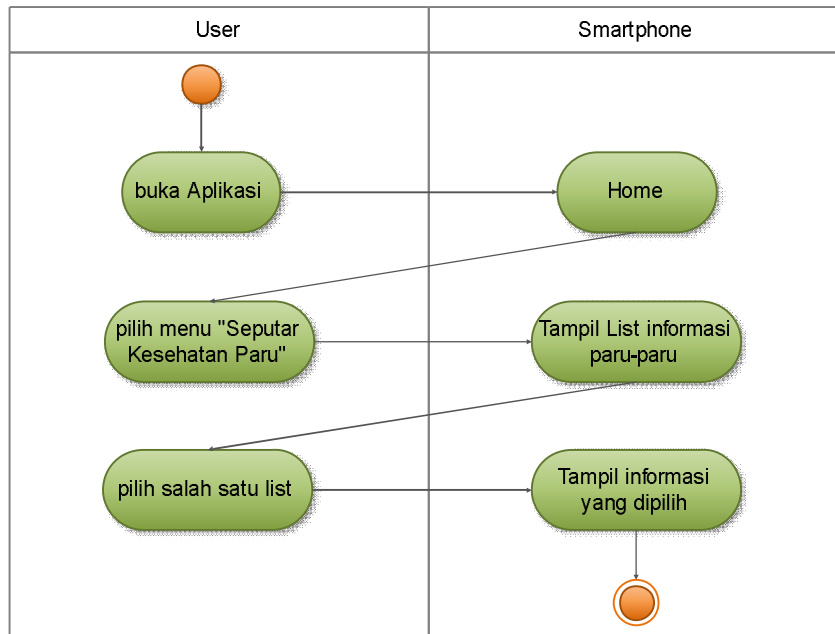 User
Smartphone
buka Aplikasi
Home
pilih menu "Seputar
Kesehatan Paru"
Tampil List informasi
paru-paru
pilih salah satu list
Tampil informasi
yang dipilih